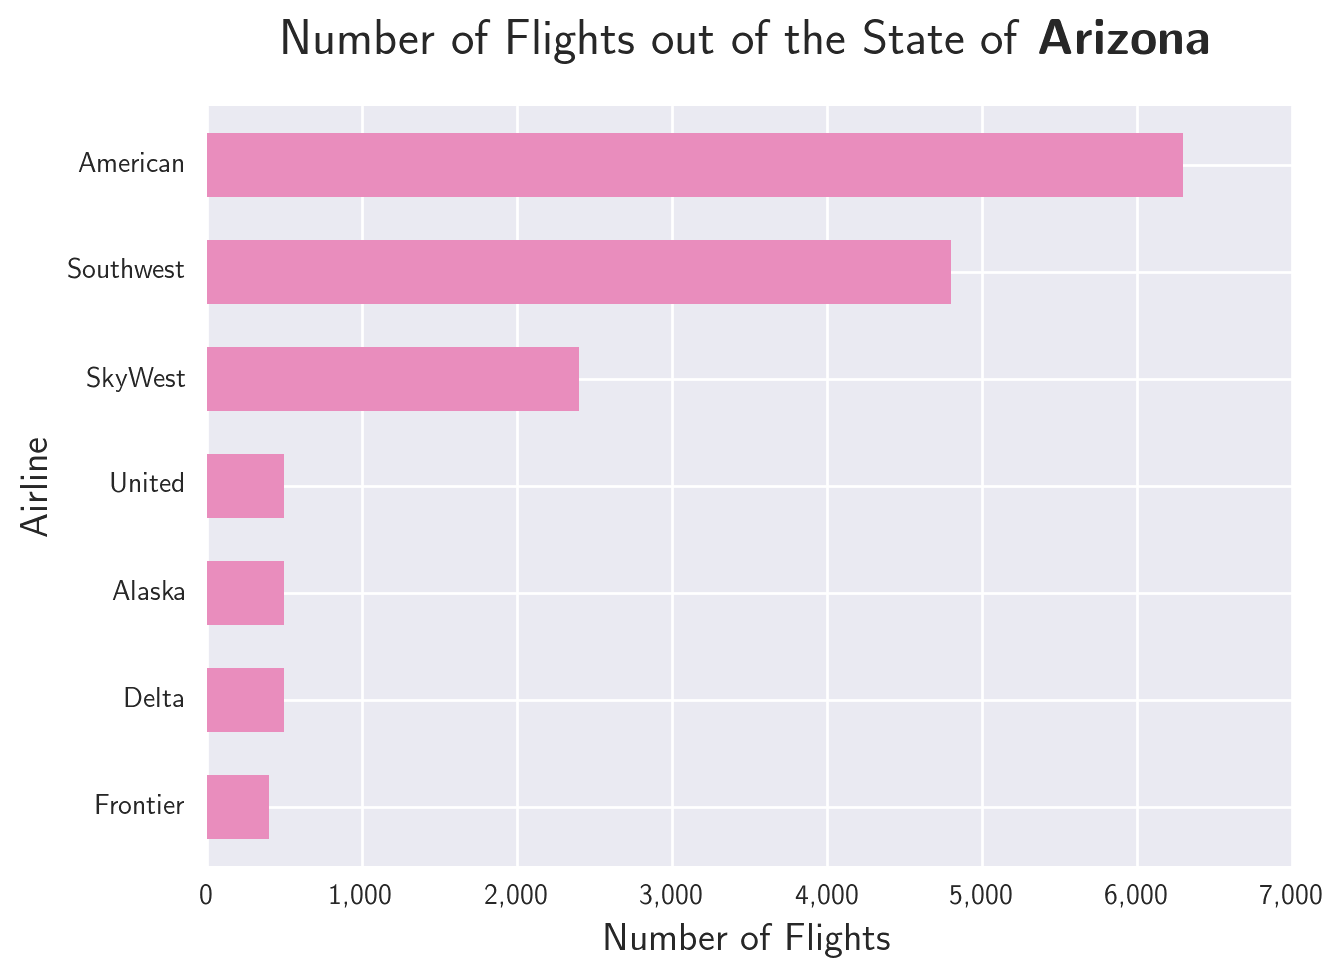 Number of Flights out of the State of Arizona
American
Southwest
SkyWest
United
Alaska
Delta
Frontier
Airline
0 1,000 2,000 3,000 4,000 5,000 6,000 7,000
Number of Flights